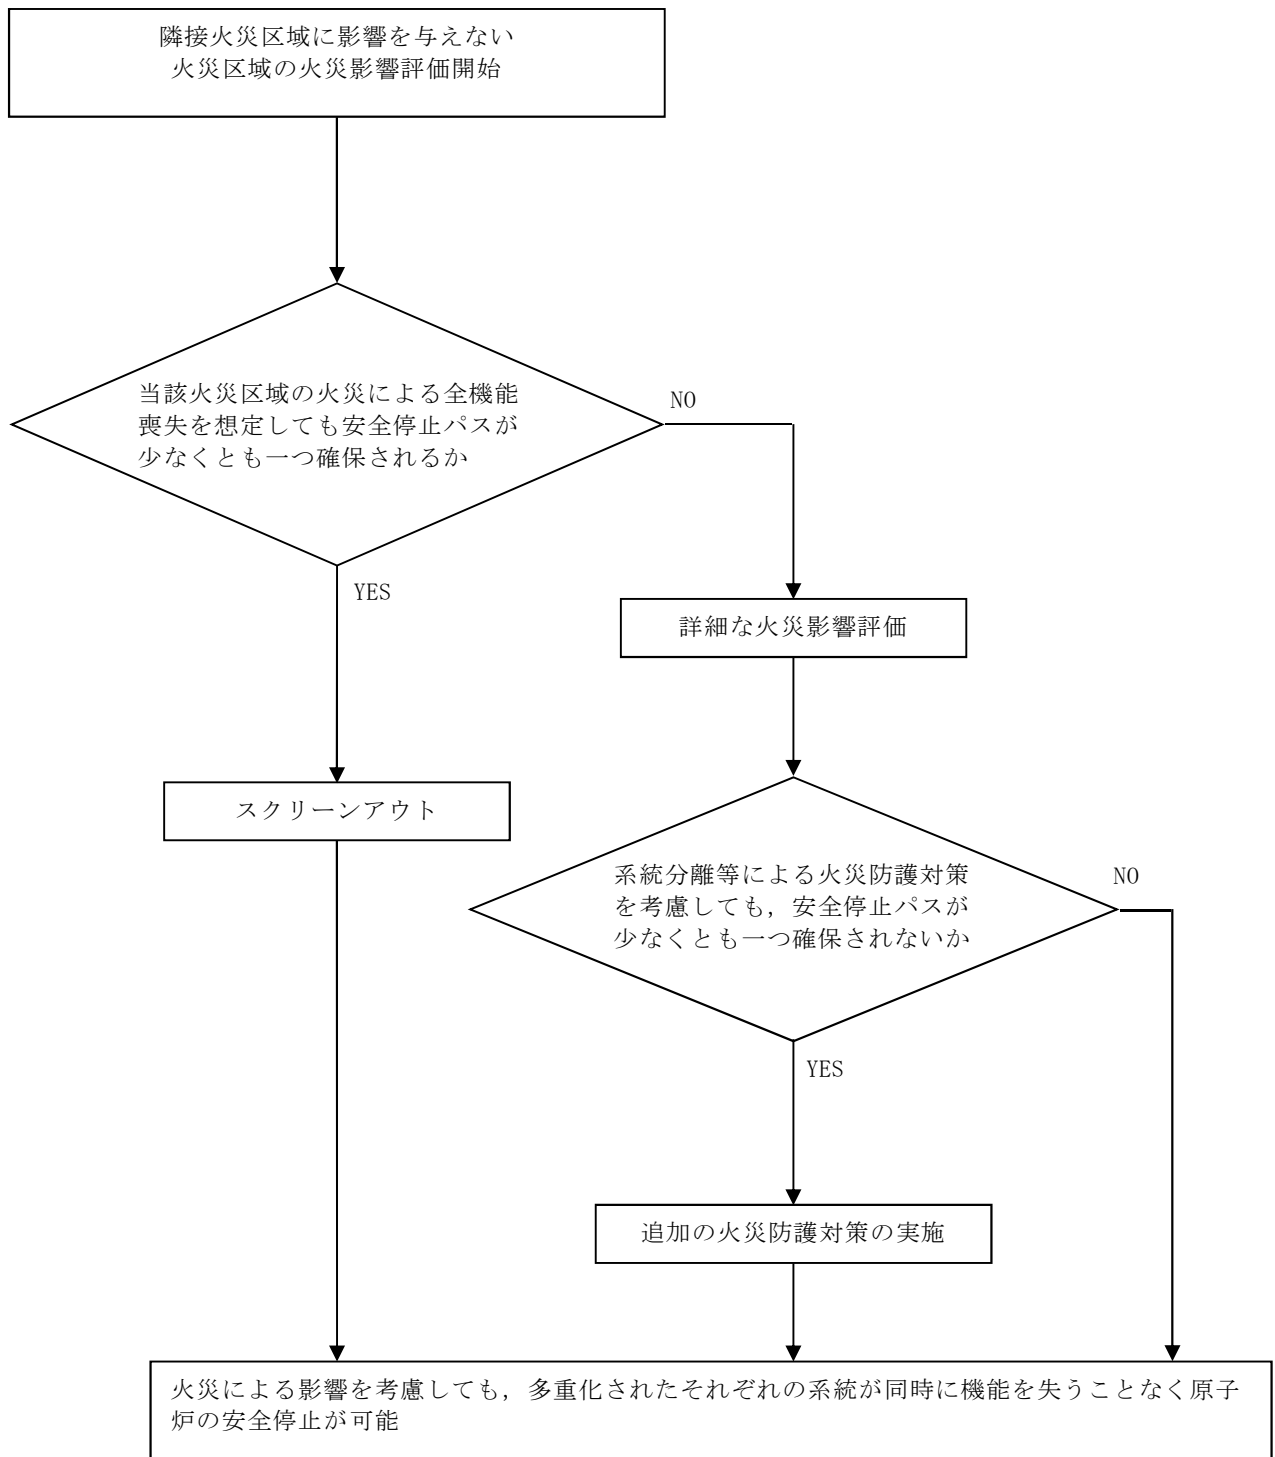 隣接火災区域に影響を与えない
火災区域の火災影響評価開始
当該火災区域の火災による全機能
喪失を想定しても安全停止パスが
少なくとも一つ確保されるか
NO
YES
詳細な火災影響評価
スクリーンアウト
系統分離等による火災防護対策
を考慮しても，安全停止パスが
少なくとも一つ確保されないか
NO
YES
追加の火災防護対策の実施
火災による影響を考慮しても，多重化されたそれぞれの系統が同時に機能を失うことなく原子
炉の安全停止が可能